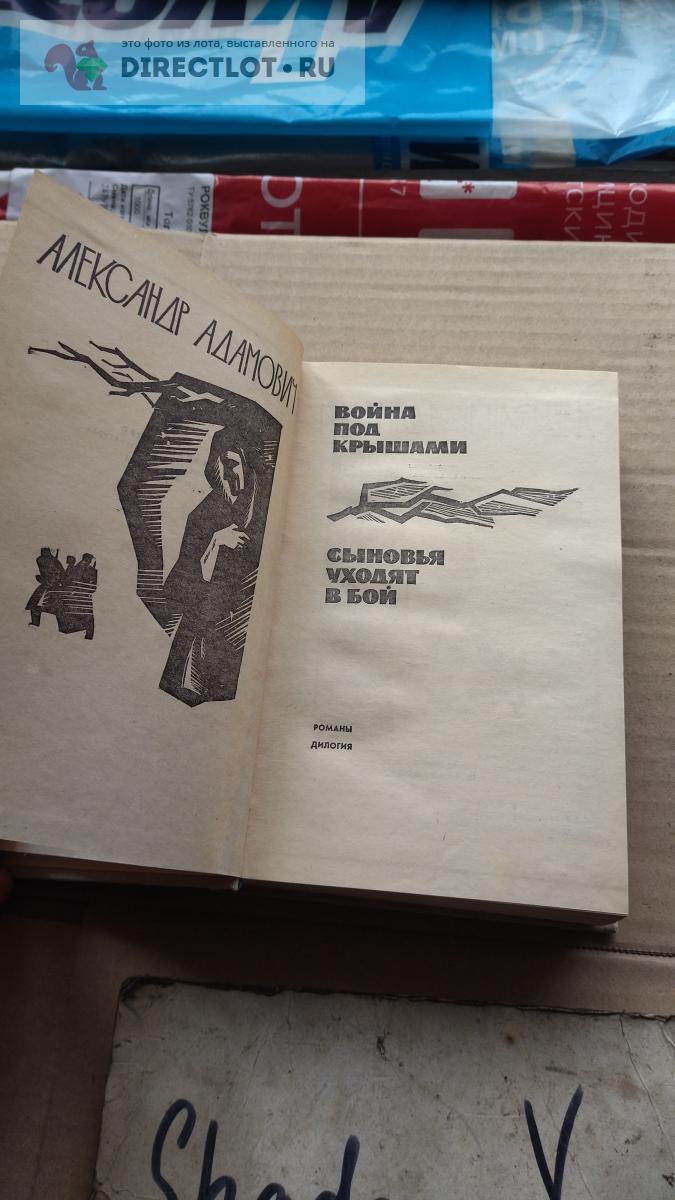 это фото из лота, выставленного на
DIRECTLOT•RU
АЛЕКСАНДР АДАМОВИЧ
ВОЙНА
ПОД
КРЫШАМИ
СЫНОВЬЯ
УХОДЯТ
В БОЙ
РОМАНЫ
ДИЛОГИЯ